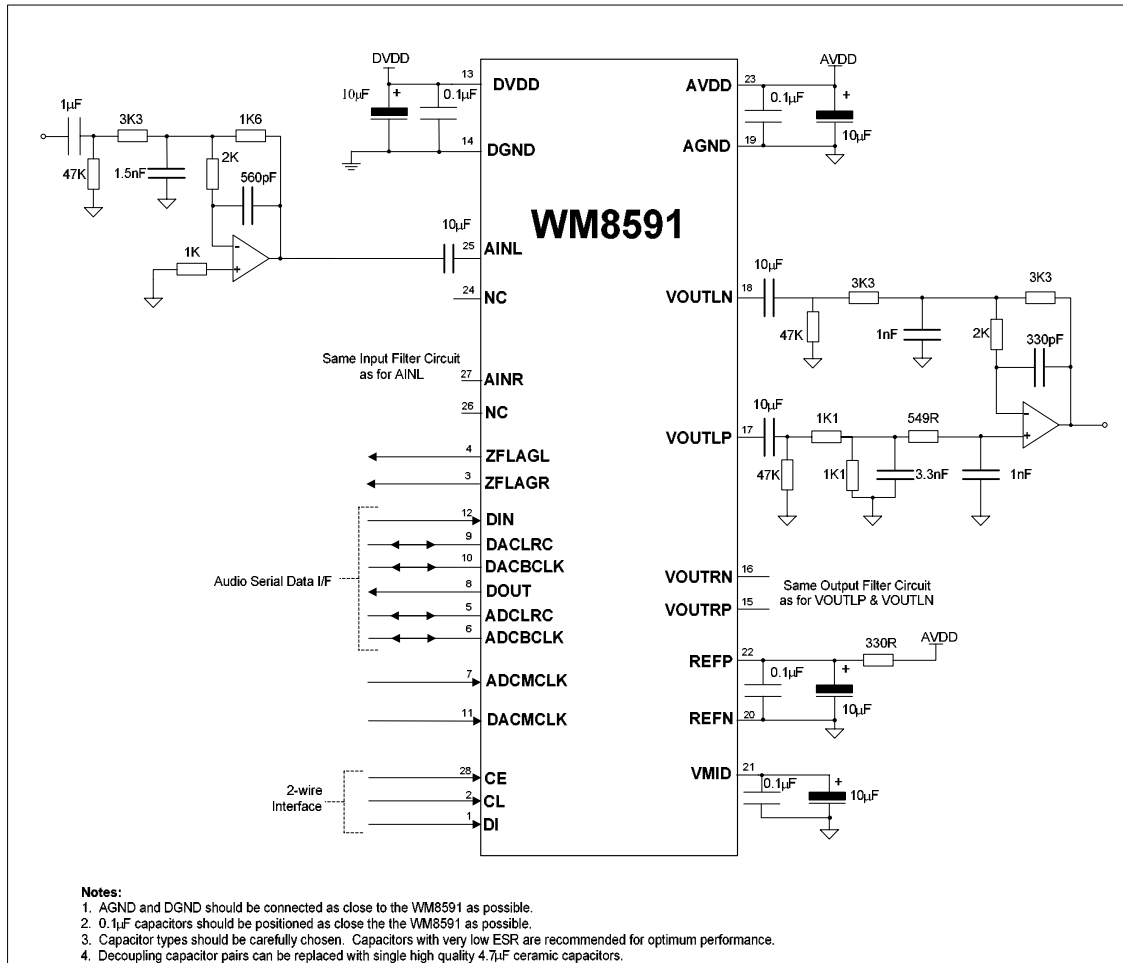 DVDD
AVDD
13
DVDD
AVDD
23
10µF
+
0.1µF
0.1µF
+
10µF
14
DGND
AGND
19
1µF
3K3
1K6
47K
1.5nF
2K
560pF
1K
-
+
10µF
25
AINL
24
NC
WM8591
Same Input Filter Circuit
as for AINL
27
AINR
26
NC
4
ZFLAGL
3
ZFLAGR
12
DIN
9
DACLRC
10
DACBCLK
Audio Serial Data I/F
8
DOUT
5
ADCLRC
6
ADCBCLK
7
ADCMCLK
11
DACMCLK
2-wire
Interface
28
CE
2
CL
1
DI
VOUTLN
18
10µF
3K3
3K3
47K
1nF
2K
330pF
-
+
VOUTLP
17
10µF
1K1
549R
47K
1K1
3.3nF
1nF
VOUTRN
16
VOUTRP
15
Same Output Filter Circuit
as for VOUTLP & VOUTLN
REFP
22
330R
AVDD
0.1µF
+
10µF
REFN
20
VMID
21
0.1µF
+
10µF
Notes:
1. AGND and DGND should be connected as close to the WM8591 as possible.
2. 0.1µF capacitors should be positioned as close the the WM8591 as possible.
3. Capacitor types should be carefully chosen. Capacitors with very low ESR are recommended for optimum performance.
4. Decoupling capacitor pairs can be replaced with single high quality 4.7µF ceramic capacitors.